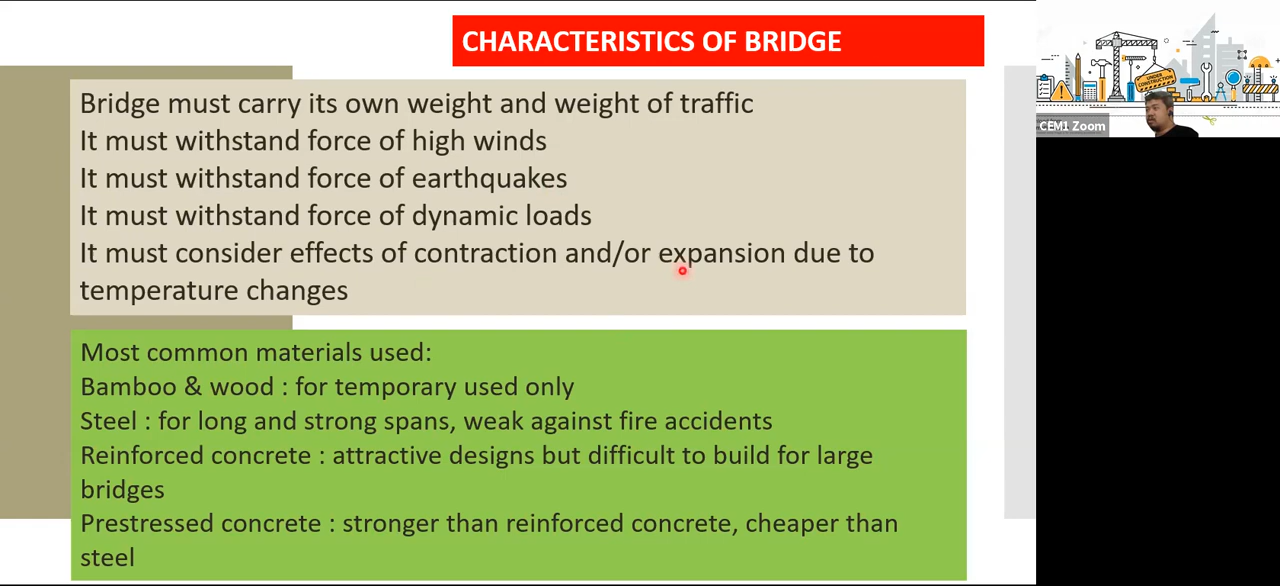 CHARACTERISTICS OF BRIDGE
Bridge must carry its own weight and weight of traffic
It must withstand force of high winds
It must withstand force of earthquakes
It must withstand force of dynamic loads
It must consider effects of contraction and/or expansion due to
temperature changes
Most common materials used:
Bamboo & wood : for temporary used only
Steel : for long and strong spans, weak against fire accidents
Reinforced concrete : attractive designs but difficult to build for large
bridges
Prestressed concrete : stronger than reinforced concrete, cheaper than
steel
UNDER
CONSTRUCTION
CEM1 Zoom